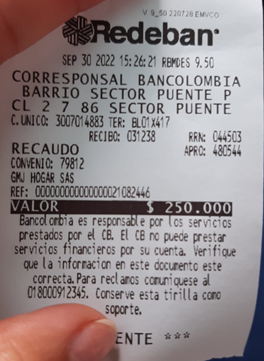 V 9_50 220728 EMVCO
Redeban
SEP 30 2022 15:26:21 RBMDES 9.50
CORRESPONSAL BANCOLOMBIA
BARRIO SECTOR PUENTE P
CL 2 7 86 SECTOR PUENTE
C.UNICO: 3007014883 TER: BL01X417
RECIBO: 031238 RRN: 044503
RECAUDO APRO: 480544
CONVENIO: 79812
GMJ HOGAR SAS
REF: 00000000000000021082446
VALOR $ 250.000
Bancolombia es responsable por los servicios
prestados por el CB. El CB no puede prestar
servicios financieros por su cuenta. Verifique
que la informacion en este documento este
correcta. Para reclamos comuniquese al
018000912345. Conserve esta tirilla como
soporte.
ENTE ***